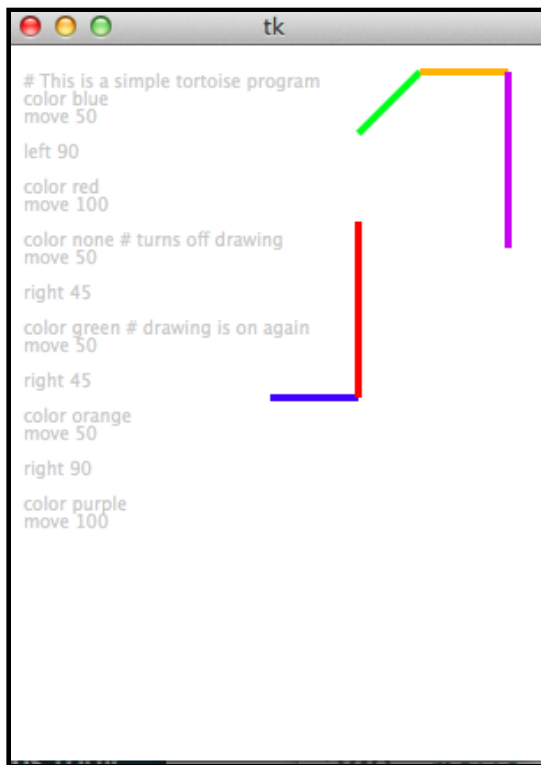 tk
# This is a simple tortoise program
color blue
move 50
left 90
color red
move 100
color none # turns off drawing
move 50
right 45
color green # drawing is on again
move 50
right 45
color orange
move 50
right 90
color purple
move 100